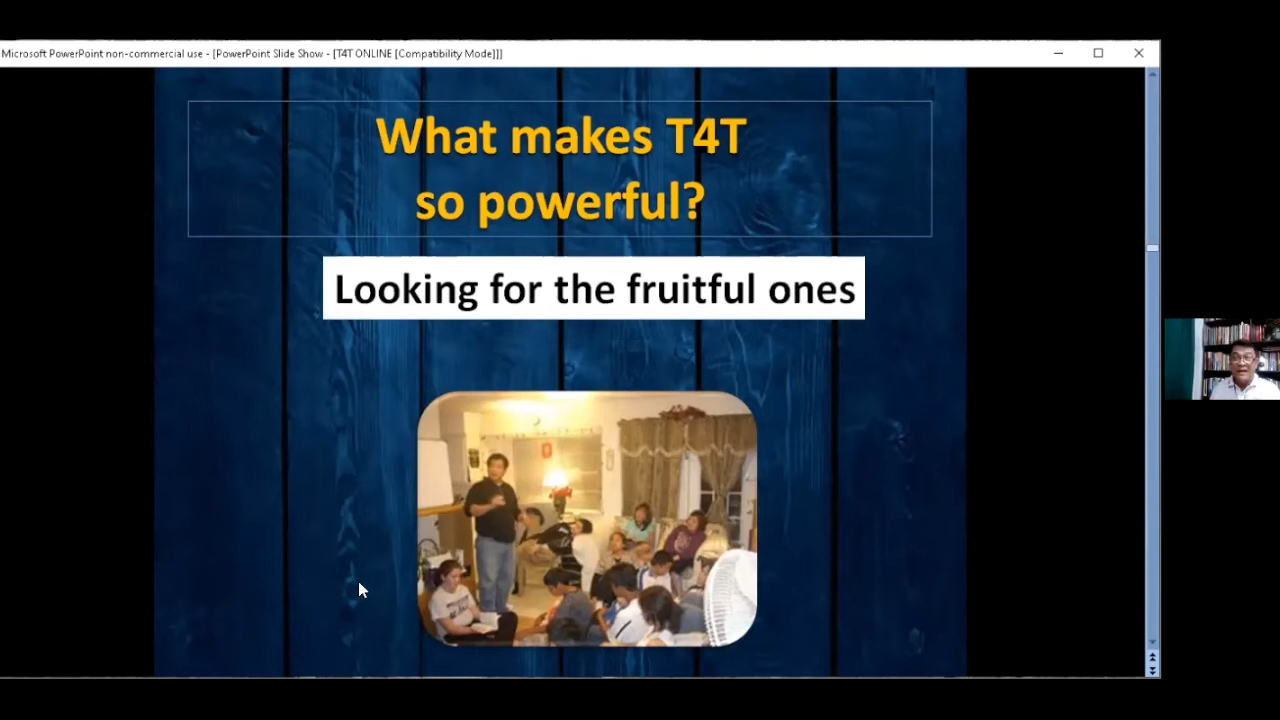 Microsoft PowerPoint non-commercial use - [PowerPoint Slide Show - [T4T ONLINE [Compatibility Mode]]]
What makes T4T
so powerful?
Looking for the fruitful ones